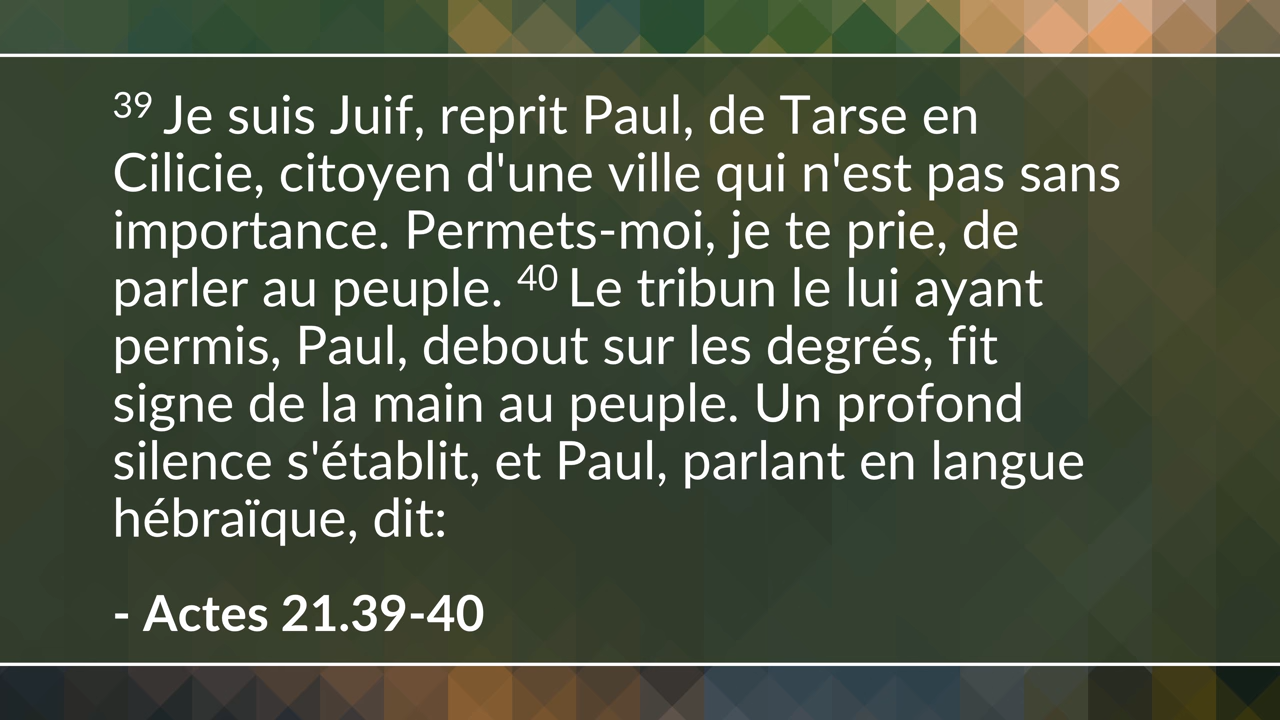 39 Je suis Juif, reprit Paul, de Tarse en
Cilicie, citoyen d'une ville qui n'est pas sans
importance. Permets-moi, je te prie, de
parler au peuple. 40 Le tribun le lui ayant
permis, Paul, debout sur les degrés, fit
signe de la main au peuple. Un profond
silence s'établit, et Paul, parlant en langue
hébraïque, dit:
- Actes 21.39-40